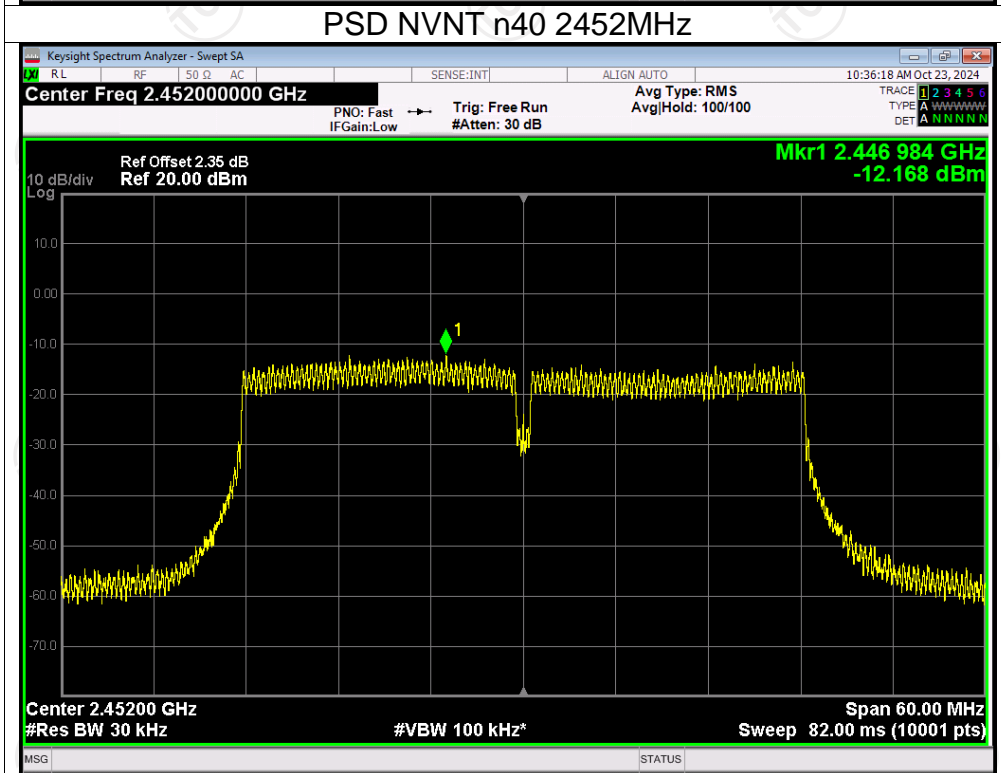 PSD NVNT n40 2452MHz
Keysight Spectrum Analyzer - Swept SA
LXI RL RF 50 Ω AC SENSE:INT ALIGN AUTO 10:36:18 AM Oct 23, 2024
Center Freq 2.452000000 GHz Avg Type: RMS TRACE 1 2 3 4 5 6
PNO: Fast Trig: Free Run Avg|Hold: 100/100 TYPE A WWWWW
IFGain:Low #Atten: 30 dB DET A N N N N N
Mkr1 2.446 984 GHz
Ref Offset 2.35 dB
10 dB/div Ref 20.00 dBm -12.168 dBm
Log
10.0
0.00
1
-10.0
-20.0
-30.0
-40.0
-50.0
-60.0
-70.0
Center 2.45200 GHz Span 60.00 MHz
#Res BW 30 kHz #VBW 100 kHz* Sweep 82.00 ms (10001 pts)
MSG STATUS